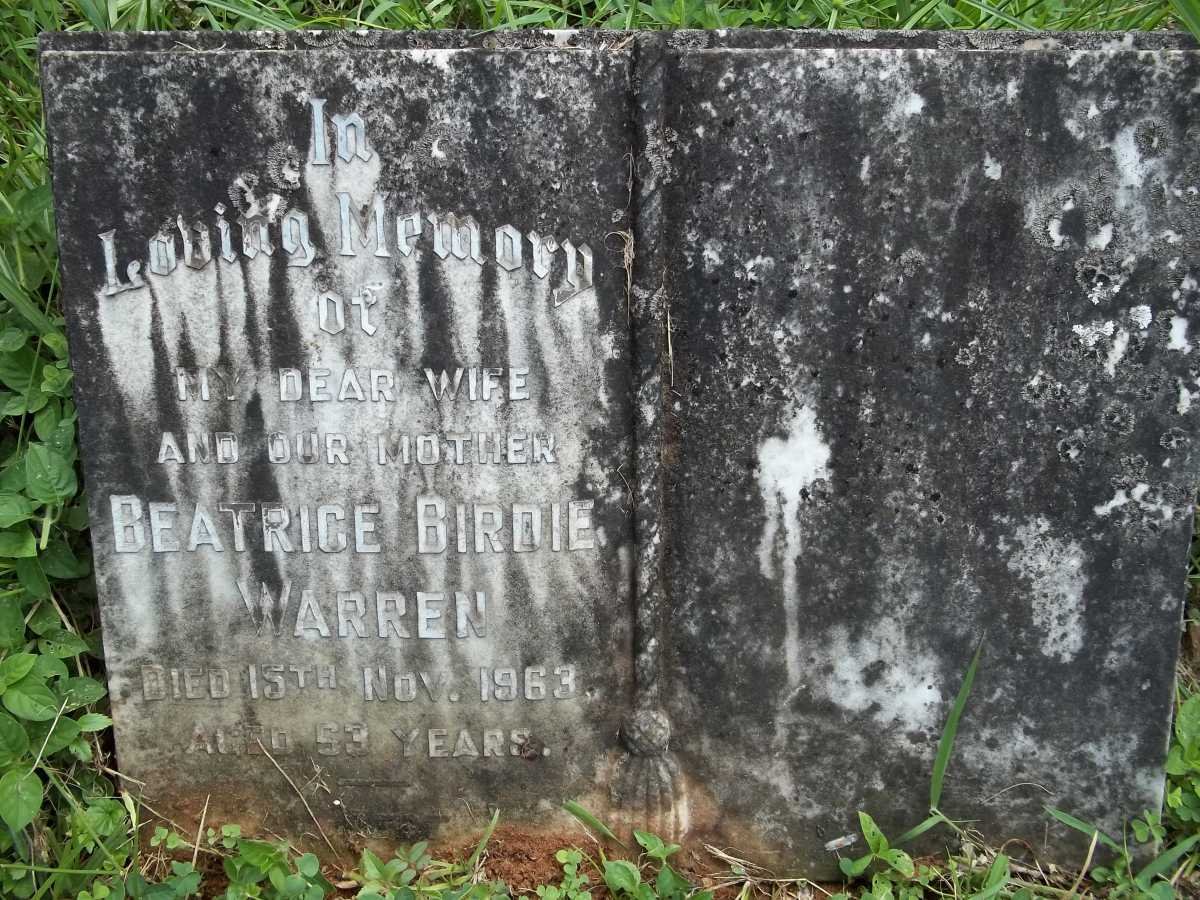 In
Loving Memory
of
MY DEAR WIFE
AND OUR MOTHER
BEATRICE BIRDIE
WARREN
DIED 15TH NOV. 1963
AGED 53 YEARS.